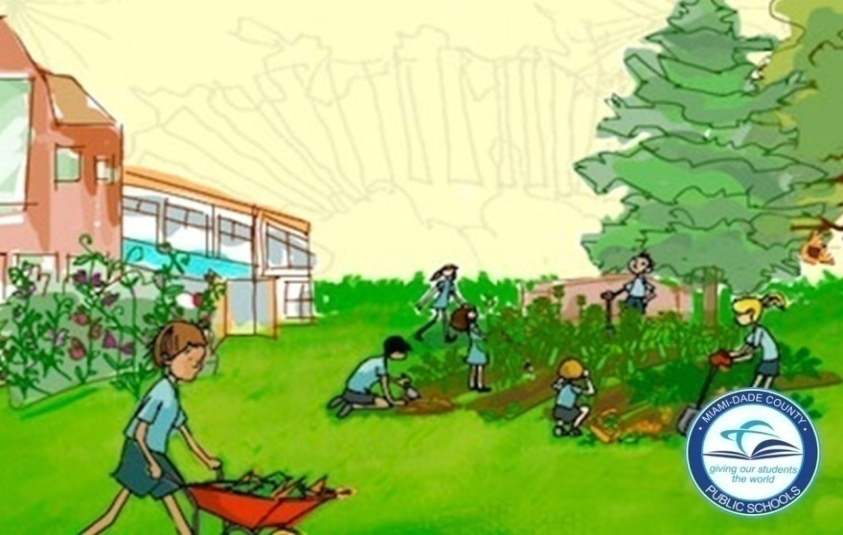 MIAMI-DADE COUNTY
giving our students
the world
PUBLIC SCHOOLS